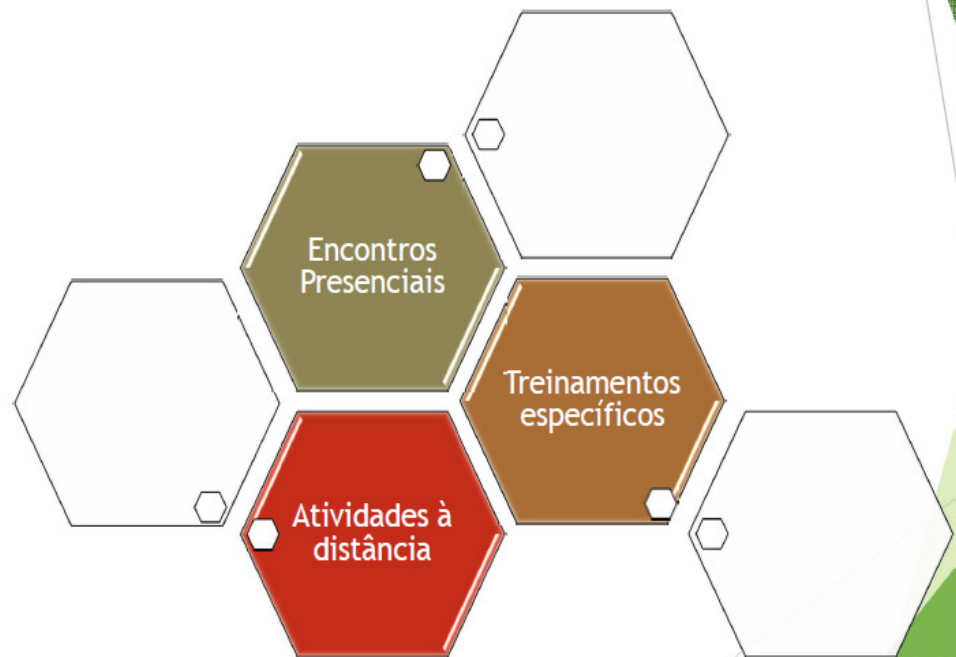 Encontros
Presenciais
Treinamentos
específicos
Atividades à
distância